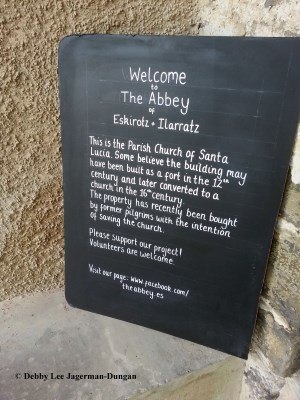 Welcome
to
The Abbey
of
Eskirotz + Ilarratz
This is the Parish Church of Santa
Lucia. Some believe the building may
have been built as a fort in the 12th
century and later converted to a
church in the 16th century.
The property has recently been bought
by former pilgrims with the intention
of saving the church.
Please support our project!
Volunteers are welcome.
Visit our page: www.facebook.com/
theabbey.es
© Debby Lee Jagerman-Dungan